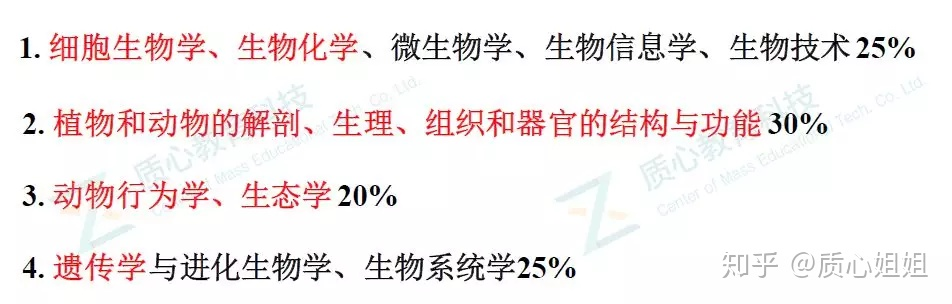 1. 细胞生物学、生物化学、微生物学、生物信息学、生物技术 25%
2. 植物和动物的解剖、生理、组织和器官的结构与功能 30%
3. 动物行为学、生态学 20%
4. 遗传学与进化生物学、生物系统学25%
质心教育科技
Center of Mass Education Tech. Co. Ltd.
质心教育科技
Center of Mass Education Tech. Co. Ltd.
知乎 @质心姐姐